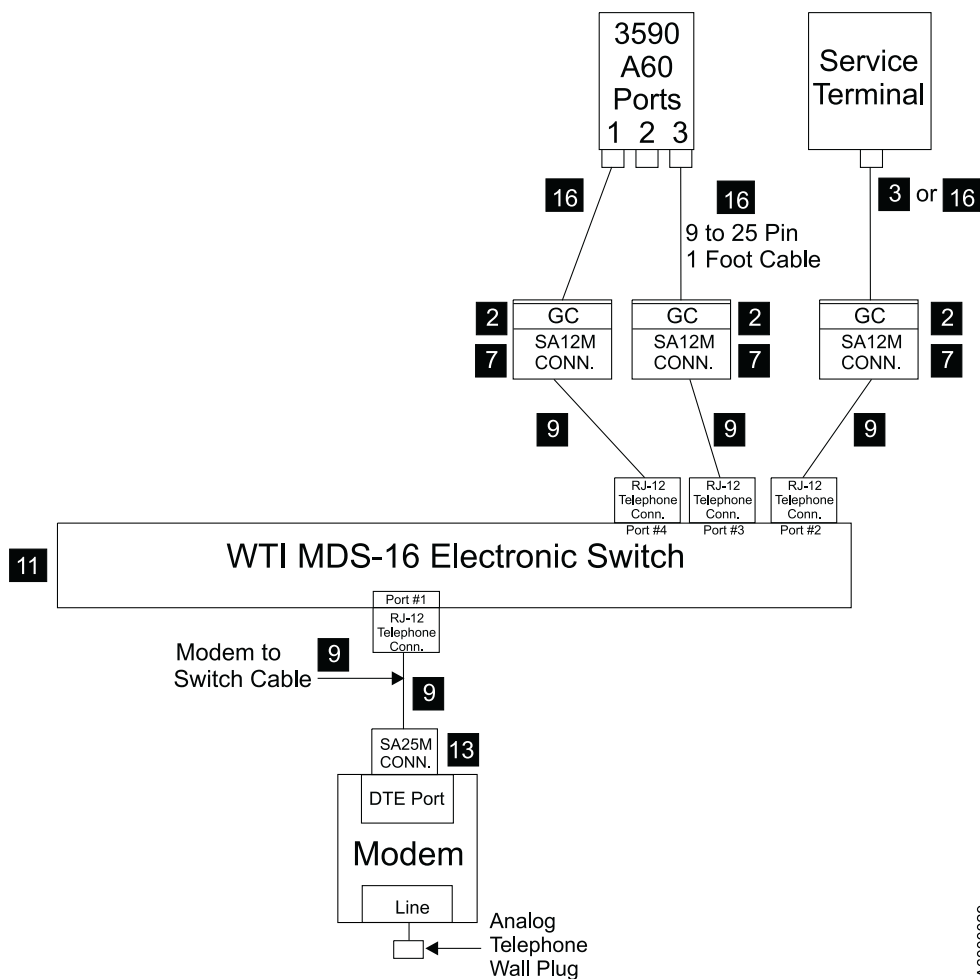 3590
A60
Ports
1 2 3
Service
Terminal
16
16
9 to 25 Pin
1 Foot Cable
3 or 16
2
GC
SA12M
CONN.
7
GC
SA12M
CONN.
2
7
GC
SA12M
CONN.
2
7
9
9
9
RJ-12
Telephone
Conn.
Port #4
RJ-12
Telephone
Conn.
Port #3
RJ-12
Telephone
Conn.
Port #2
11
WTI MDS-16 Electronic Switch
Port #1
RJ-12
Telephone
Conn.
Modem to
Switch Cable
9
9
SA25M
CONN.
13
DTE Port
Modem
Line
Analog
Telephone
Wall Plug